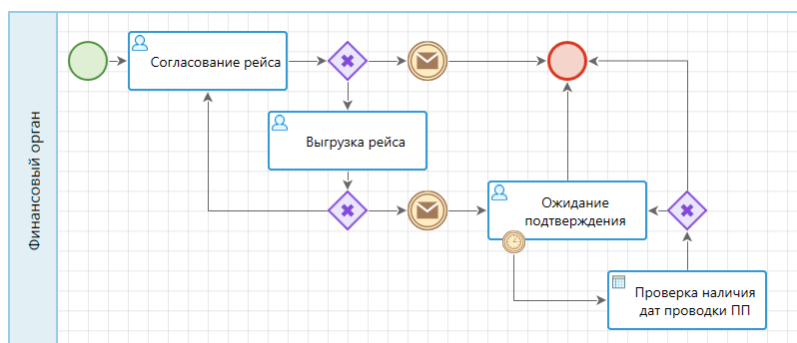 Финансовый орган
Согласование рейса
Выгрузка рейса
Ожидание
подтверждения
Проверка наличия
дат проводки ПП